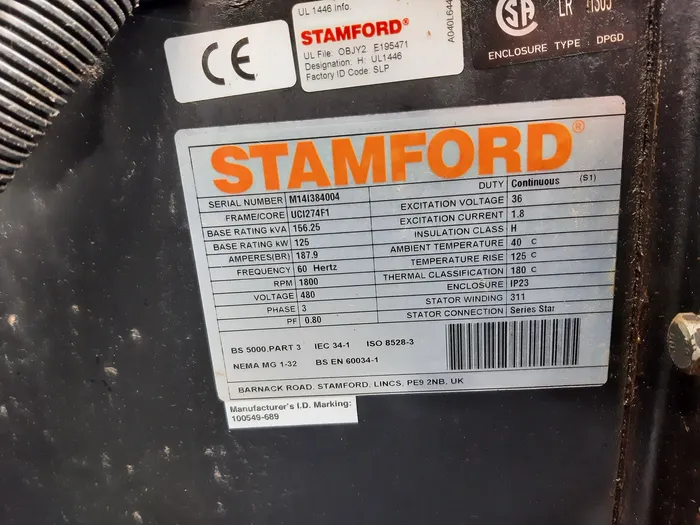 UL 1446 info.
STAMFORD®
UL File: OBJY2. E195471
Designation: H: UL1446
Factory ID Code: SLP
A040L644
CE
SA
LR
ENCLOSURE TYPE: DPGD
STAMFORD®
SERIAL NUMBER M14I384004
FRAME/CORE UCI274F1
BASE RATING kVA 156.25
BASE RATING kW 125
AMPERES(BR) 187.9
FREQUENCY 60 Hertz
RPM 1800
VOLTAGE 480
PHASE 3
PF 0.80
DUTY Continuous (S1)
EXCITATION VOLTAGE 36
EXCITATION CURRENT 1.8
INSULATION CLASS H
AMBIENT TEMPERATURE 40 C
TEMPERATURE RISE 125 C
THERMAL CLASSIFICATION 180 C
ENCLOSURE IP23
STATOR WINDING 311
STATOR CONNECTION Series Star
BS 5000.PART 3 IEC 34-1 ISO 8528-3
NEMA MG 1-32 BS EN 60034-1
BARNACK ROAD. STAMFORD. LINCS. PE9 2NB. UK
Manufacturer's I.D. Marking:
100549-689